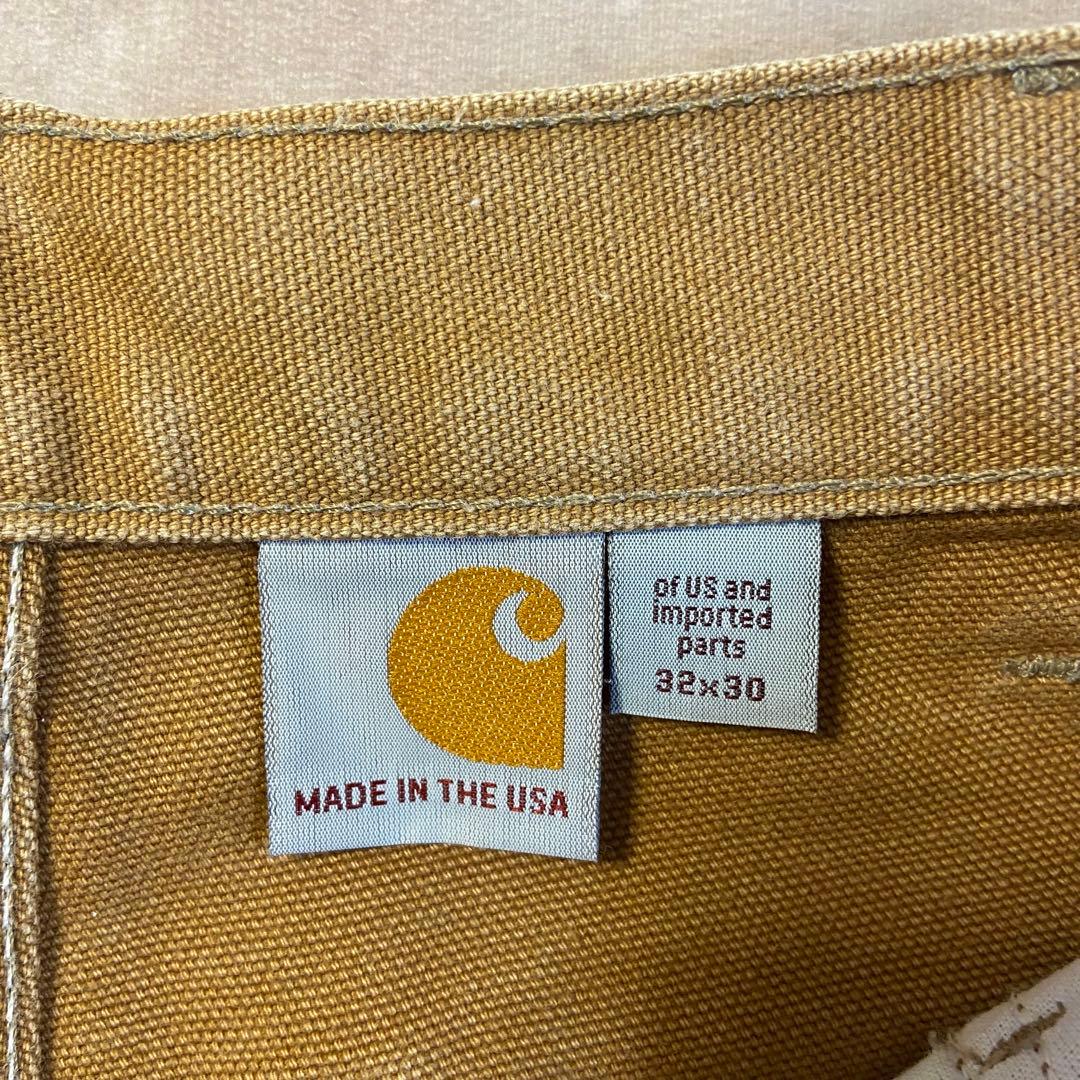 MADE IN THE USA
of US and
imported
parts
32x30